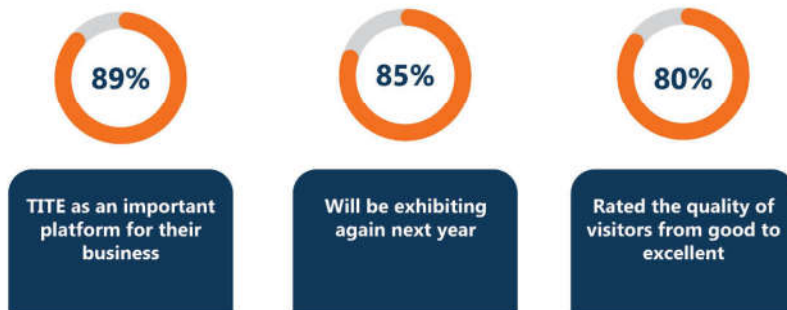 89%
85%
80%
TITE as an important
platform for their
business
Will be exhibiting
again next year
Rated the quality of
visitors from good to
excellent